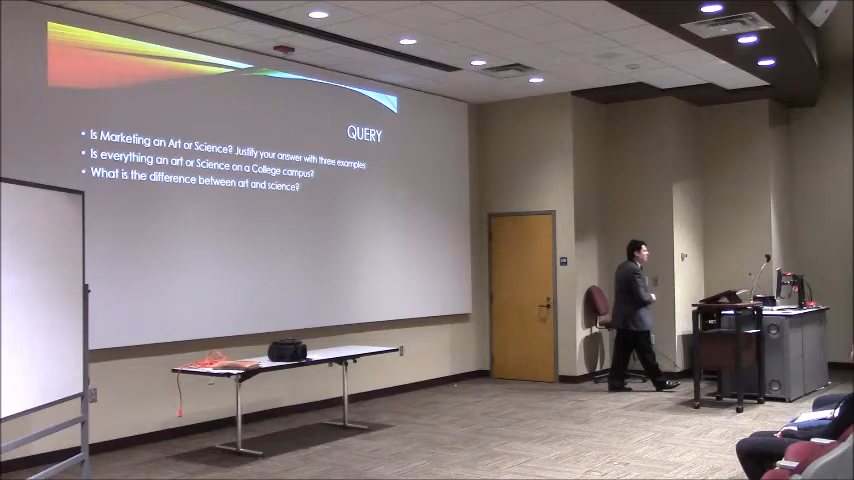 QUERY
• Is Marketing an Art or Science? Justify your answer with three examples
• Is everything an art or Science on a College campus?
• What is the difference between art and science?